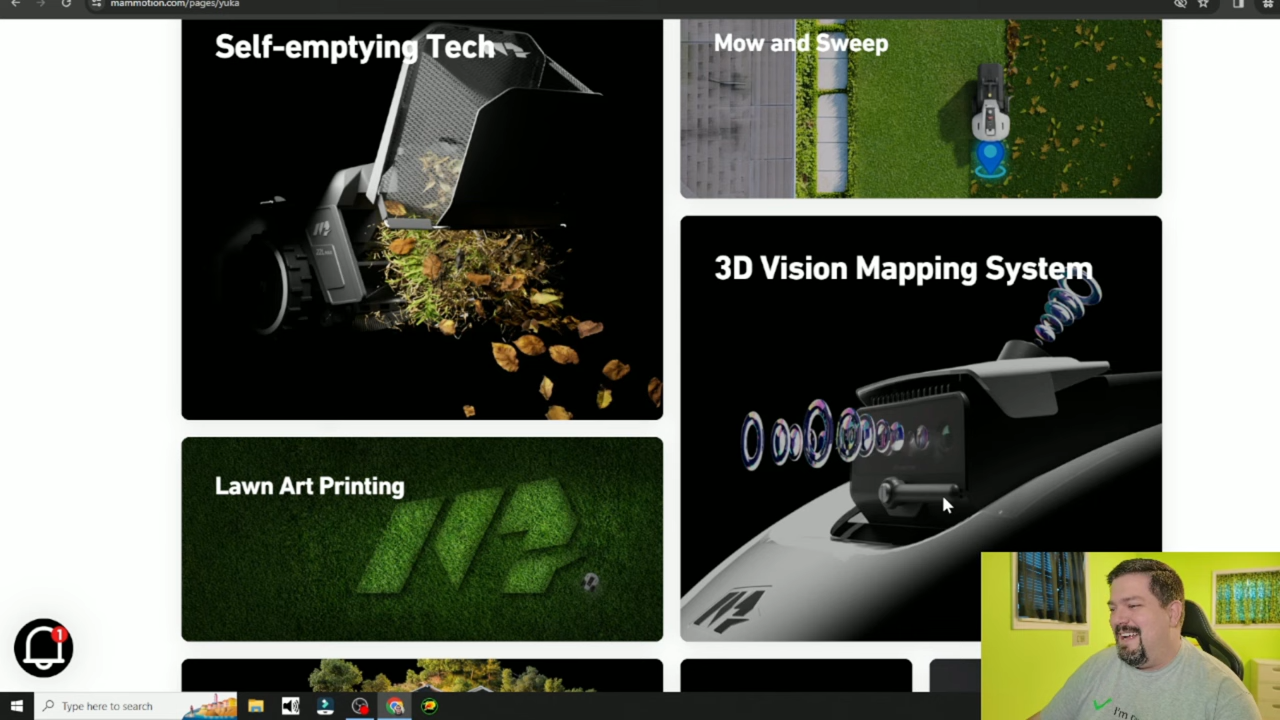 mammotion.com/pages/yuka
Self-emptying Tech
Mow and Sweep
3D Vision Mapping System
Lawn Art Printing
1
Type here to search
I'm